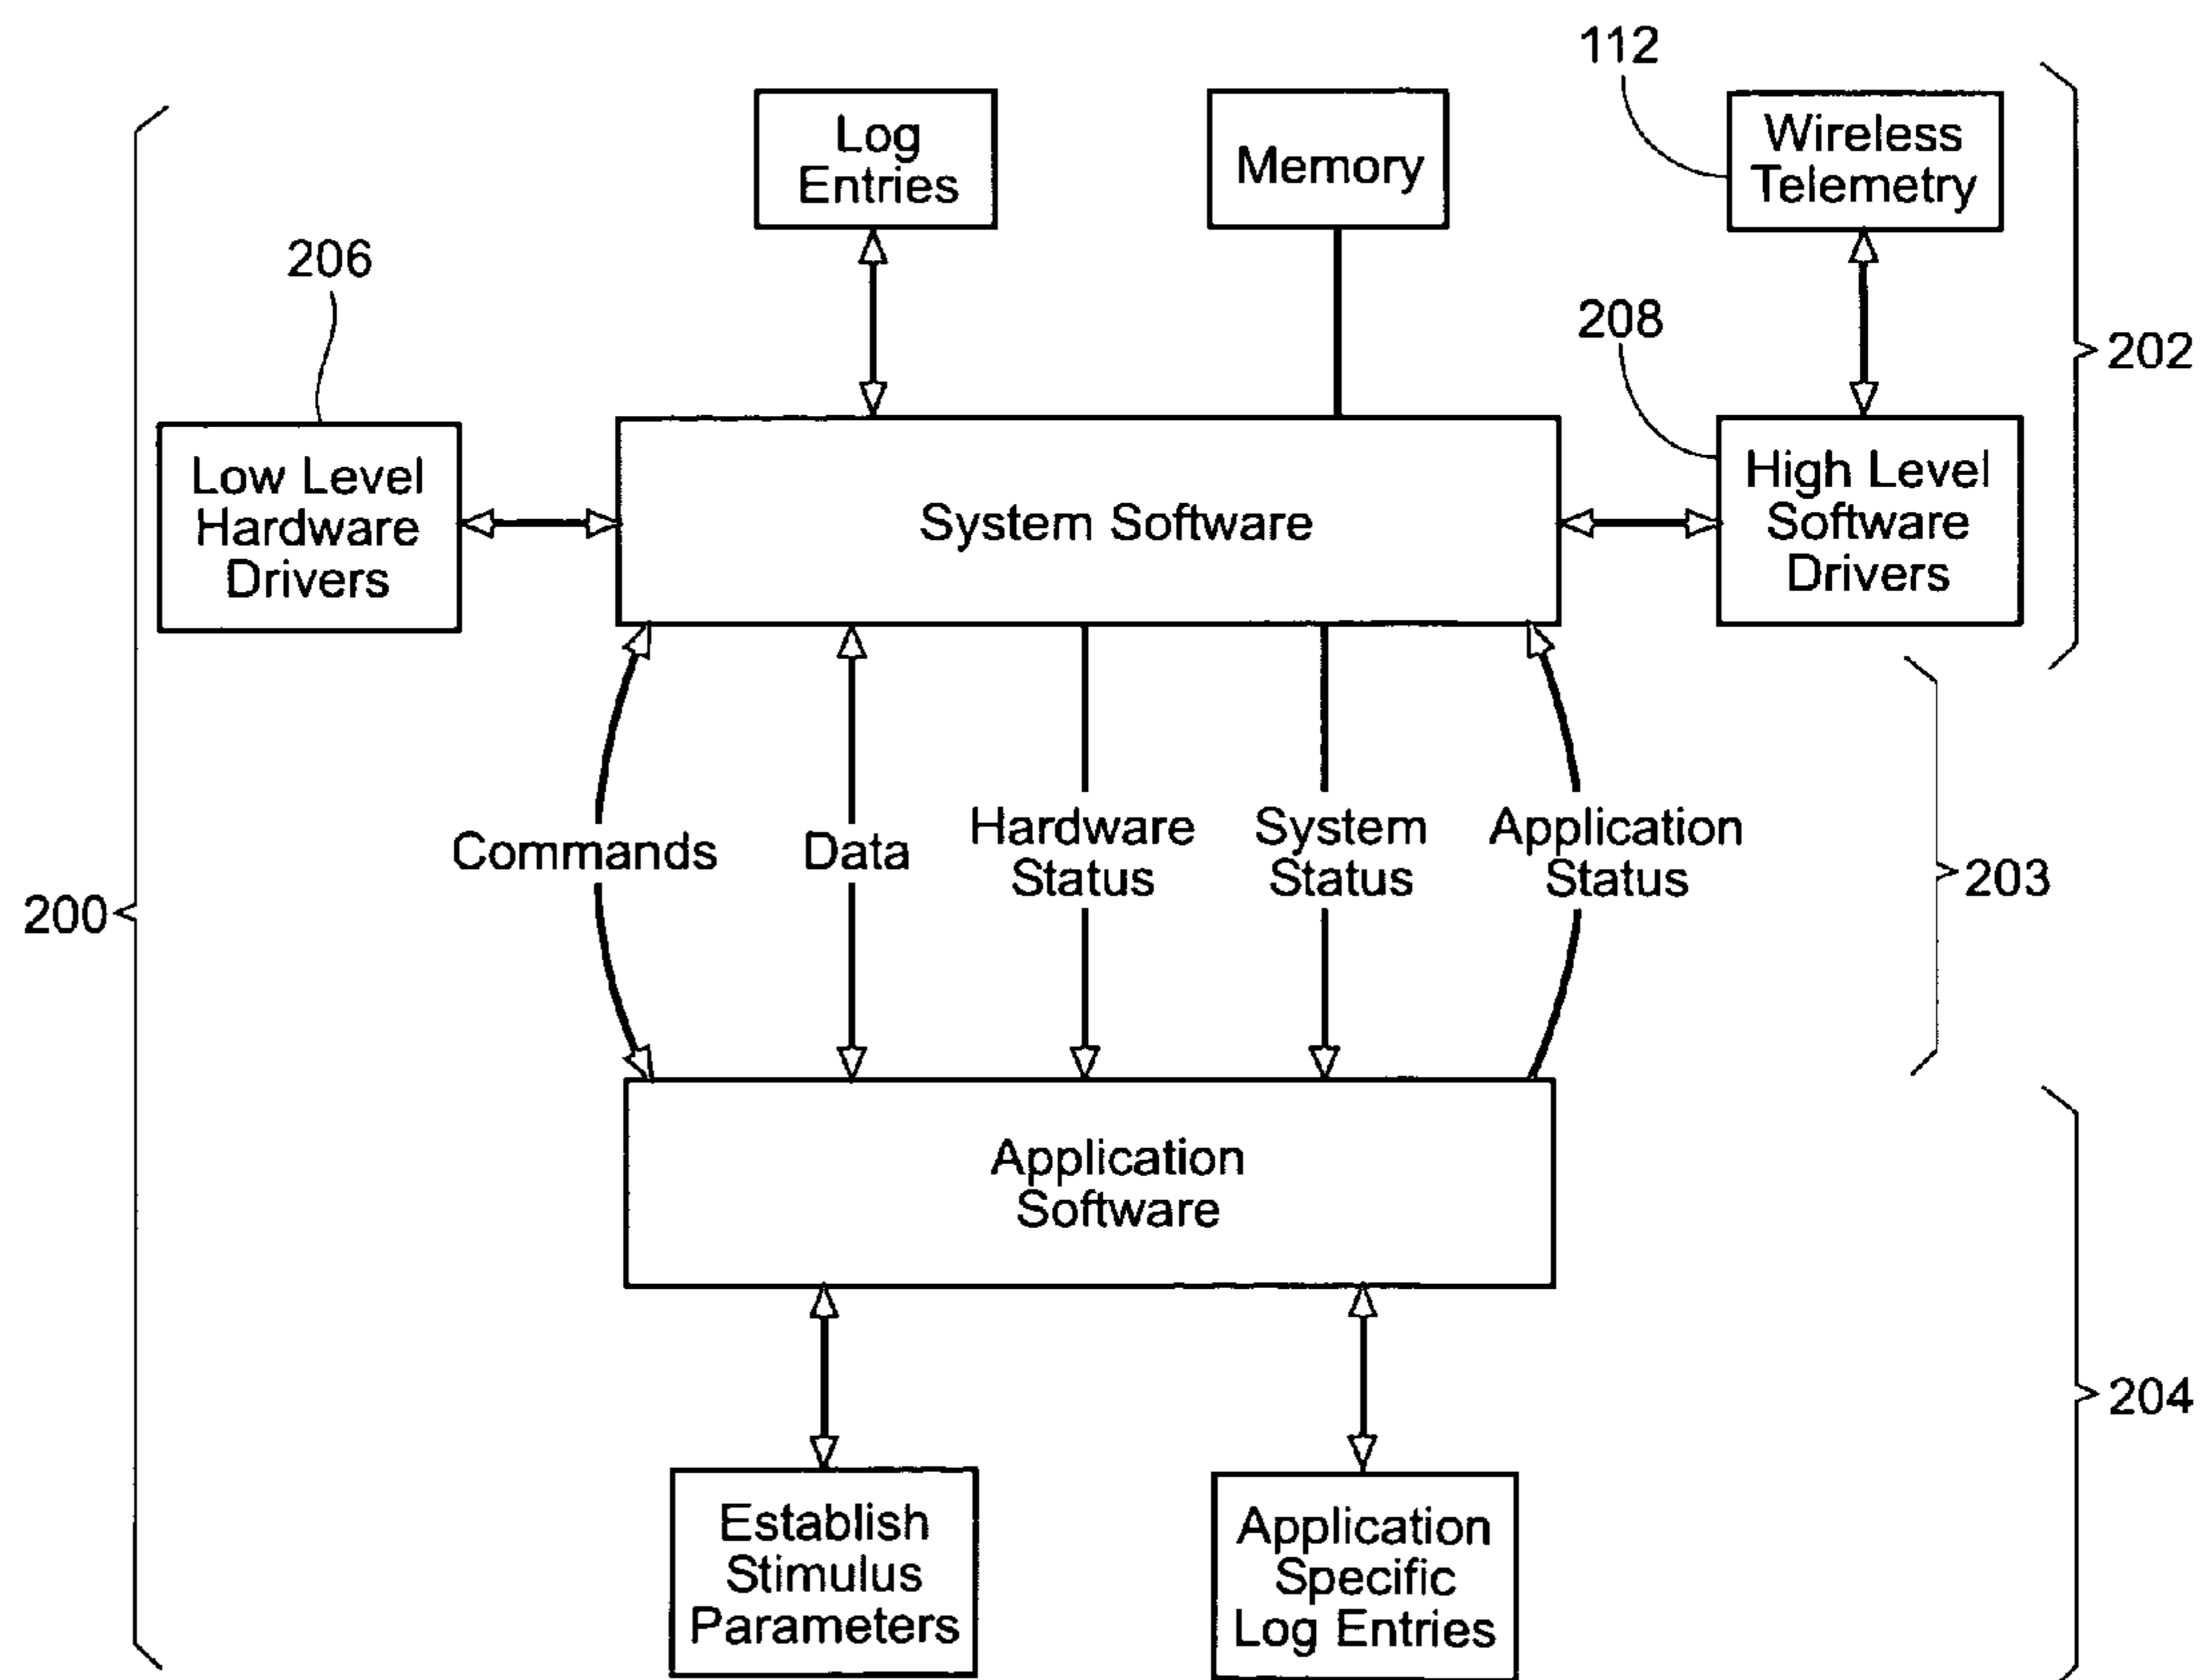 112
Log
Entries
Memory
Wireless
Telemetry
206
208
202
Low Level
Hardware
Drivers
System Software
High Level
Software
Drivers
Commands
Data
Hardware
Status
System
Status
Application
Status
203
200
Application
Software
204
Establish
Stimulus
Parameters
Application
Specific
Log Entries